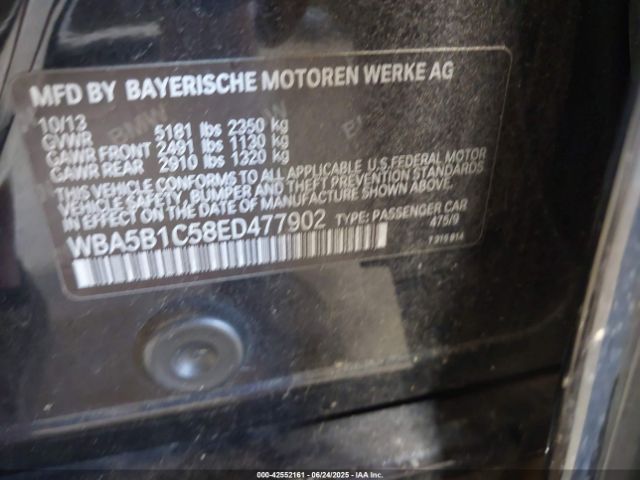 MFD BY BAYERISCHE MOTOREN WERKE AG
10/13
GVWR 5181 lbs 2350 kg
GAWR FRONT 2491 lbs 1130 kg
GAWR REAR 2910 lbs 1320 kg
THIS VEHICLE CONFORMS TO ALL APPLICABLE U.S.FEDERAL MOTOR
VEHICLE SAFETY, BUMPER AND THEFT PREVENTION STANDARDS
IN EFFECT ON THE DATE OF MANUFACTURE SHOWN ABOVE.
WBA5B1C58ED477902 TYPE: PASSENGER CAR
475/9
000-42552161 - 06/24/2025 - IAAI.com